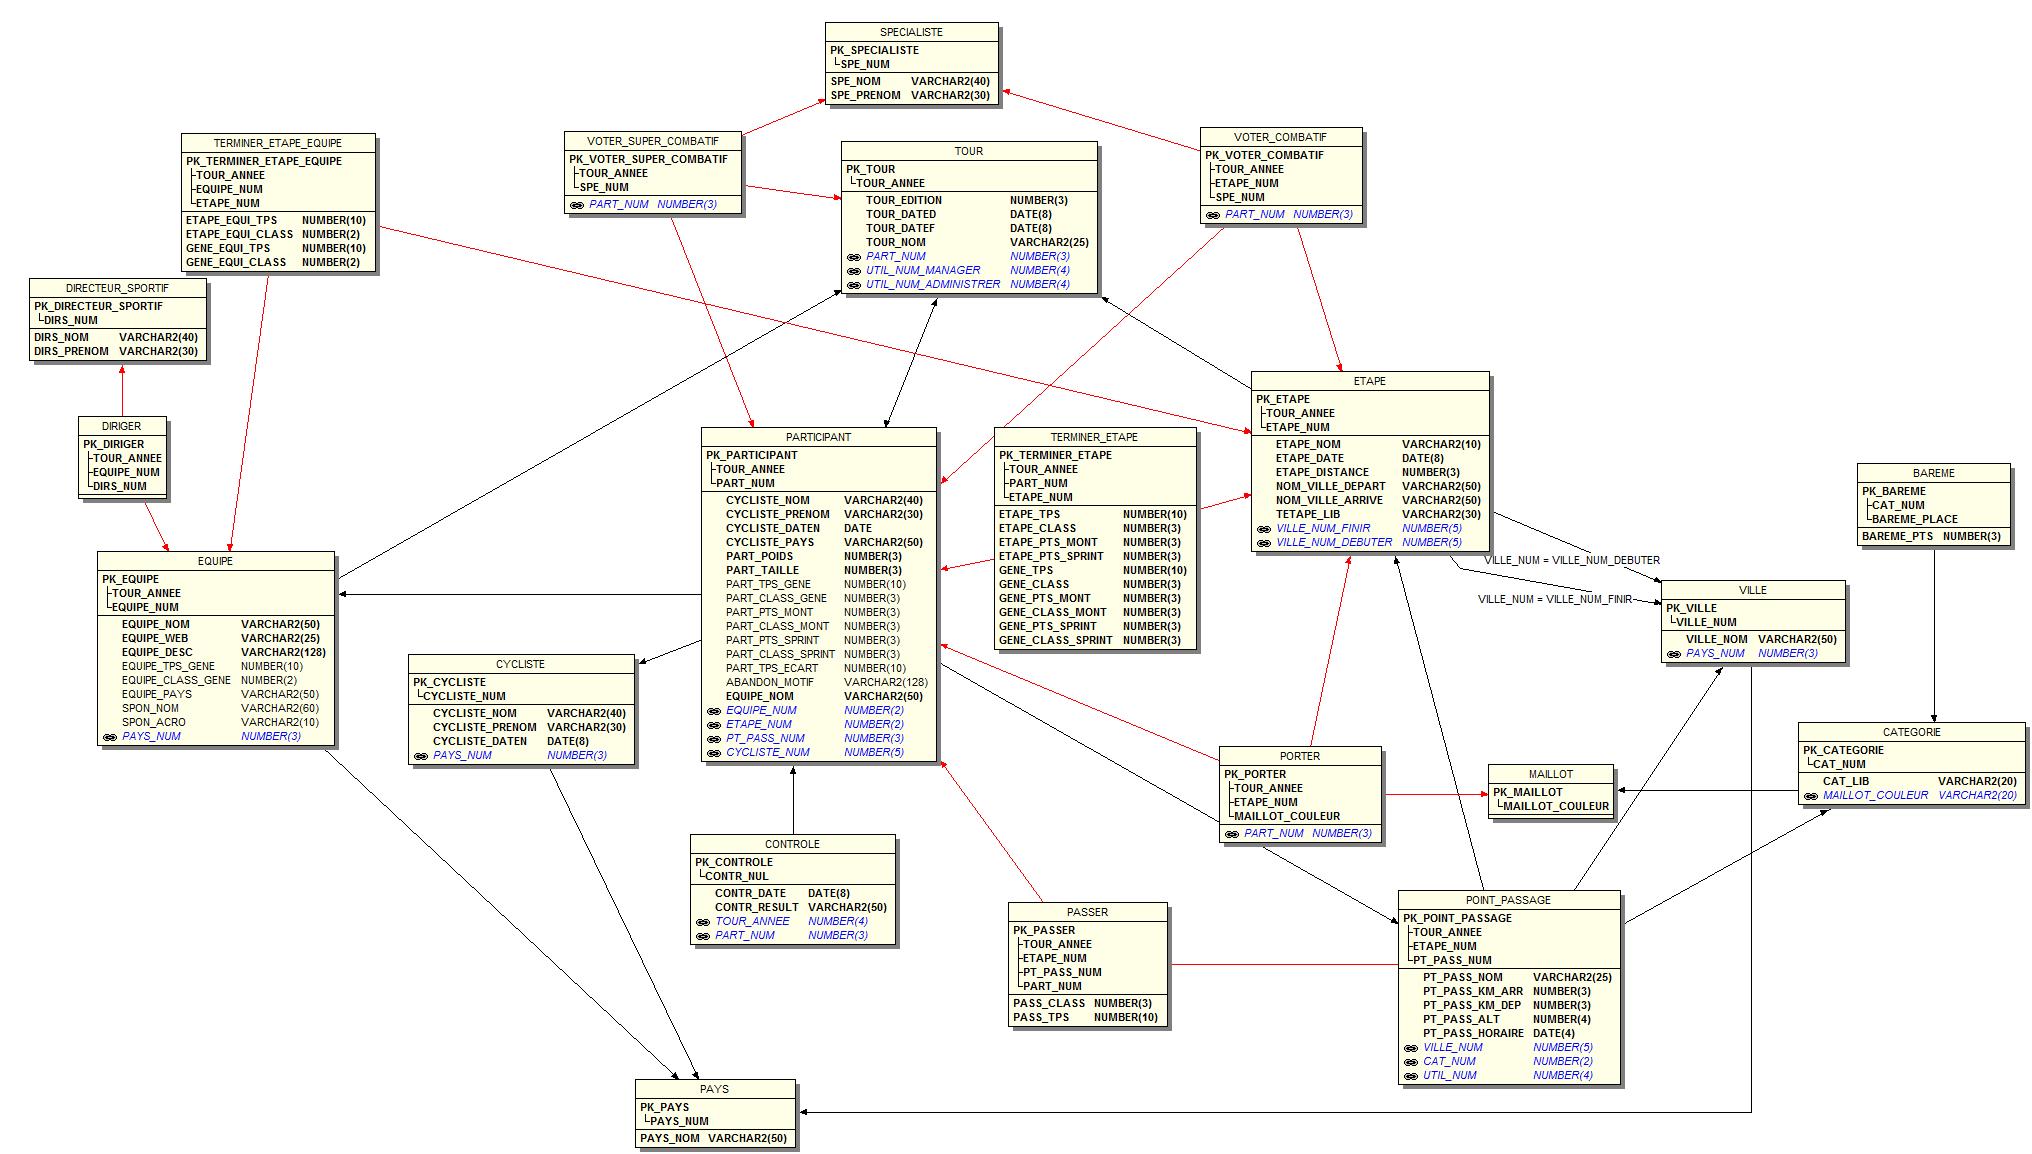 SPECIALISTE
PK_SPECIALISTE
SPE_NUM
SPE_NOM VARCHAR2(40)
SPE_PRENOM VARCHAR2(30)
TERMINER_ETAPE_EQUIPE
PK_TERMINER_ETAPE_EQUIPE
TOUR_ANNEE
EQUIPE_NUM
ETAPE_NUM
ETAPE_EQUI_TPS NUMBER(10)
ETAPE_EQUI_CLASS NUMBER(2)
GENE_EQUI_TPS NUMBER(10)
GENE_EQUI_CLASS NUMBER(2)
VOTER_SUPER_COMBATIF
PK_VOTER_SUPER_COMBATIF
TOUR_ANNEE
SPE_NUM
PART_NUM NUMBER(3)
TOUR
PK_TOUR
TOUR_ANNEE
TOUR_EDITION NUMBER(3)
TOUR_DATED DATE(8)
TOUR_DATEF DATE(8)
TOUR_NOM VARCHAR2(25)
PART_NUM NUMBER(3)
UTIL_NUM_MANAGER NUMBER(4)
UTIL_NUM_ADMINISTRER NUMBER(4)
VOTER_COMBATIF
PK_VOTER_COMBATIF
TOUR_ANNEE
ETAPE_NUM
SPE_NUM
PART_NUM NUMBER(3)
DIRECTEUR_SPORTIF
PK_DIRECTEUR_SPORTIF
DIRS_NUM
DIRS_NOM VARCHAR2(40)
DIRS_PRENOM VARCHAR2(30)
DIRIGER
PK_DIRIGER
TOUR_ANNEE
EQUIPE_NUM
DIRS_NUM
PARTICIPANT
PK_PARTICIPANT
TOUR_ANNEE
PART_NUM
CYCLISTE_NOM VARCHAR2(40)
CYCLISTE_PRENOM VARCHAR2(30)
CYCLISTE_DATEN DATE
CYCLISTE_PAYS VARCHAR2(50)
PART_POIDS NUMBER(3)
PART_TAILLE NUMBER(3)
PART_TPS_GENE NUMBER(10)
PART_CLASS_GENE NUMBER(3)
PART_PTS_MONT NUMBER(3)
PART_CLASS_MONT NUMBER(3)
PART_PTS_SPRINT NUMBER(3)
PART_CLASS_SPRINT NUMBER(3)
PART_TPS_ECART NUMBER(10)
ABANDON_MOTIF VARCHAR2(128)
EQUIPE_NOM VARCHAR2(50)
EQUIPE_NUM NUMBER(2)
ETAPE_NUM NUMBER(2)
PT_PASS_NUM NUMBER(3)
CYCLISTE_NUM NUMBER(5)
TERMINER_ETAPE
PK_TERMINER_ETAPE
TOUR_ANNEE
PART_NUM
ETAPE_NUM
ETAPE_TPS NUMBER(10)
ETAPE_CLASS NUMBER(3)
ETAPE_PTS_MONT NUMBER(3)
ETAPE_PTS_SPRINT NUMBER(3)
GENE_TPS NUMBER(10)
GENE_CLASS NUMBER(3)
GENE_PTS_MONT NUMBER(3)
GENE_CLASS_MONT NUMBER(3)
GENE_PTS_SPRINT NUMBER(3)
GENE_CLASS_SPRINT NUMBER(3)
ETAPE
PK_ETAPE
TOUR_ANNEE
ETAPE_NUM
ETAPE_NOM VARCHAR2(10)
ETAPE_DATE DATE(8)
ETAPE_DISTANCE NUMBER(3)
NOM_VILLE_DEPART VARCHAR2(50)
NOM_VILLE_ARRIVE VARCHAR2(50)
TETAPE_LIB VARCHAR2(30)
VILLE_NUM_FINIR NUMBER(5)
VILLE_NUM_DEBUTER NUMBER(5)
BAREME
PK_BAREME
CAT_NUM
BAREME_PLACE
BAREME_PTS NUMBER(3)
VILLE_NUM = VILLE_NUM_DEBUTER
VILLE_NUM = VILLE_NUM_FINIR
EQUIPE
PK_EQUIPE
TOUR_ANNEE
EQUIPE_NUM
EQUIPE_NOM VARCHAR2(50)
EQUIPE_WEB VARCHAR2(25)
EQUIPE_DESC VARCHAR2(128)
EQUIPE_TPS_GENE NUMBER(10)
EQUIPE_CLASS_GENE NUMBER(2)
EQUIPE_PAYS VARCHAR2(50)
SPON_NOM VARCHAR2(60)
SPON_ACRO VARCHAR2(10)
PAYS_NUM NUMBER(3)
VILLE
PK_VILLE
VILLE_NUM
VILLE_NOM VARCHAR2(50)
PAYS_NUM NUMBER(3)
CYCLISTE
PK_CYCLISTE
CYCLISTE_NUM
CYCLISTE_NOM VARCHAR2(40)
CYCLISTE_PRENOM VARCHAR2(30)
CYCLISTE_DATEN DATE(8)
PAYS_NUM NUMBER(3)
PORTER
PK_PORTER
TOUR_ANNEE
ETAPE_NUM
MAILLOT_COULEUR
PART_NUM NUMBER(3)
MAILLOT
PK_MAILLOT
MAILLOT_COULEUR
CATEGORIE
PK_CATEGORIE
CAT_NUM
CAT_LIB VARCHAR2(20)
MAILLOT_COULEUR VARCHAR2(20)
CONTROLE
PK_CONTROLE
CONTR_NUL
CONTR_DATE DATE(8)
CONTR_RESULT VARCHAR2(50)
TOUR_ANNEE NUMBER(4)
PART_NUM NUMBER(3)
PASSER
PK_PASSER
TOUR_ANNEE
ETAPE_NUM
PT_PASS_NUM
PART_NUM
PASS_CLASS NUMBER(3)
PASS_TPS NUMBER(10)
POINT_PASSAGE
PK_POINT_PASSAGE
TOUR_ANNEE
ETAPE_NUM
PT_PASS_NUM
PT_PASS_NOM VARCHAR2(25)
PT_PASS_KM_ARR NUMBER(3)
PT_PASS_KM_DEP NUMBER(3)
PT_PASS_ALT NUMBER(4)
PT_PASS_HORAIRE DATE(4)
VILLE_NUM NUMBER(5)
CAT_NUM NUMBER(2)
UTIL_NUM NUMBER(4)
PAYS
PK_PAYS
PAYS_NUM
PAYS_NOM VARCHAR2(50)